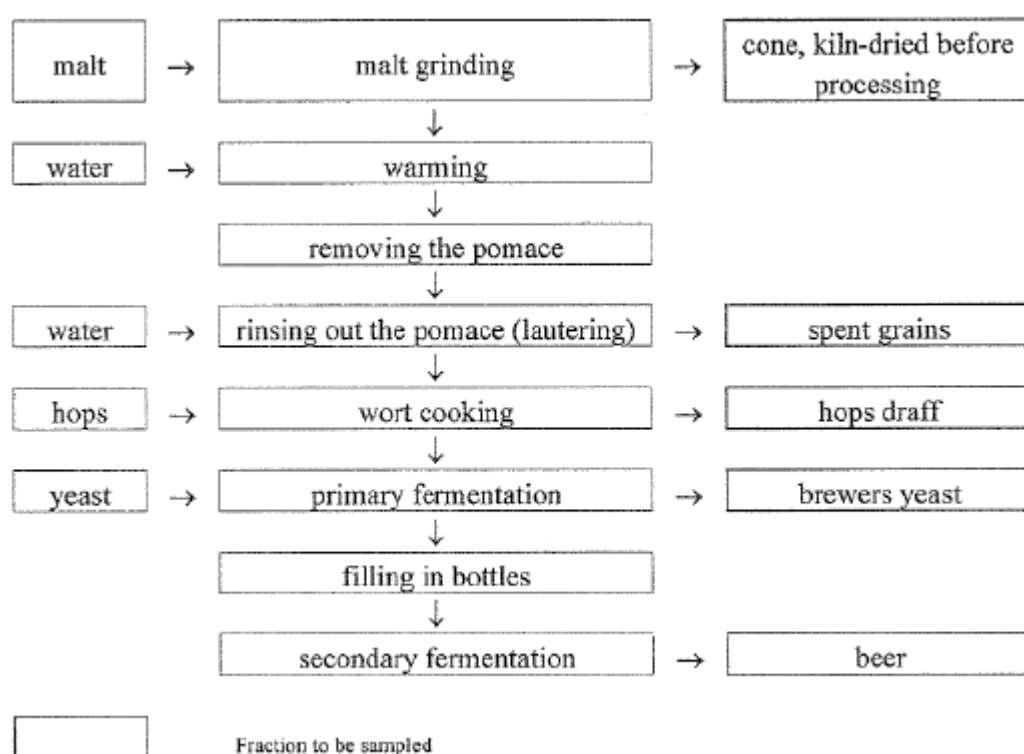 malt → malt grinding → cone, kiln-dried before
processing
↓
water → warming
↓
removing the pomace
↓
water → rinsing out the pomace (lautering) → spent grains
↓
hops → wort cooking → hops draff
↓
yeast → primary fermentation → brewers yeast
↓
filling in bottles
↓
secondary fermentation → beer
Fraction to be sampled